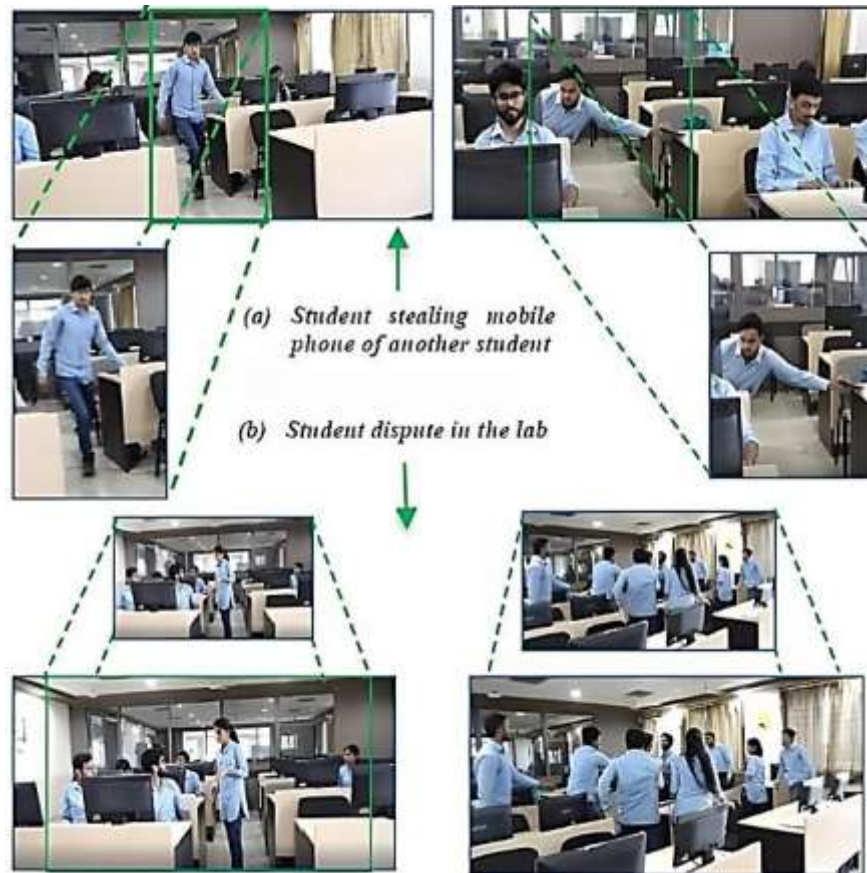 (a) Student stealing mobile
phone of another student
(b) Student dispute in the lab